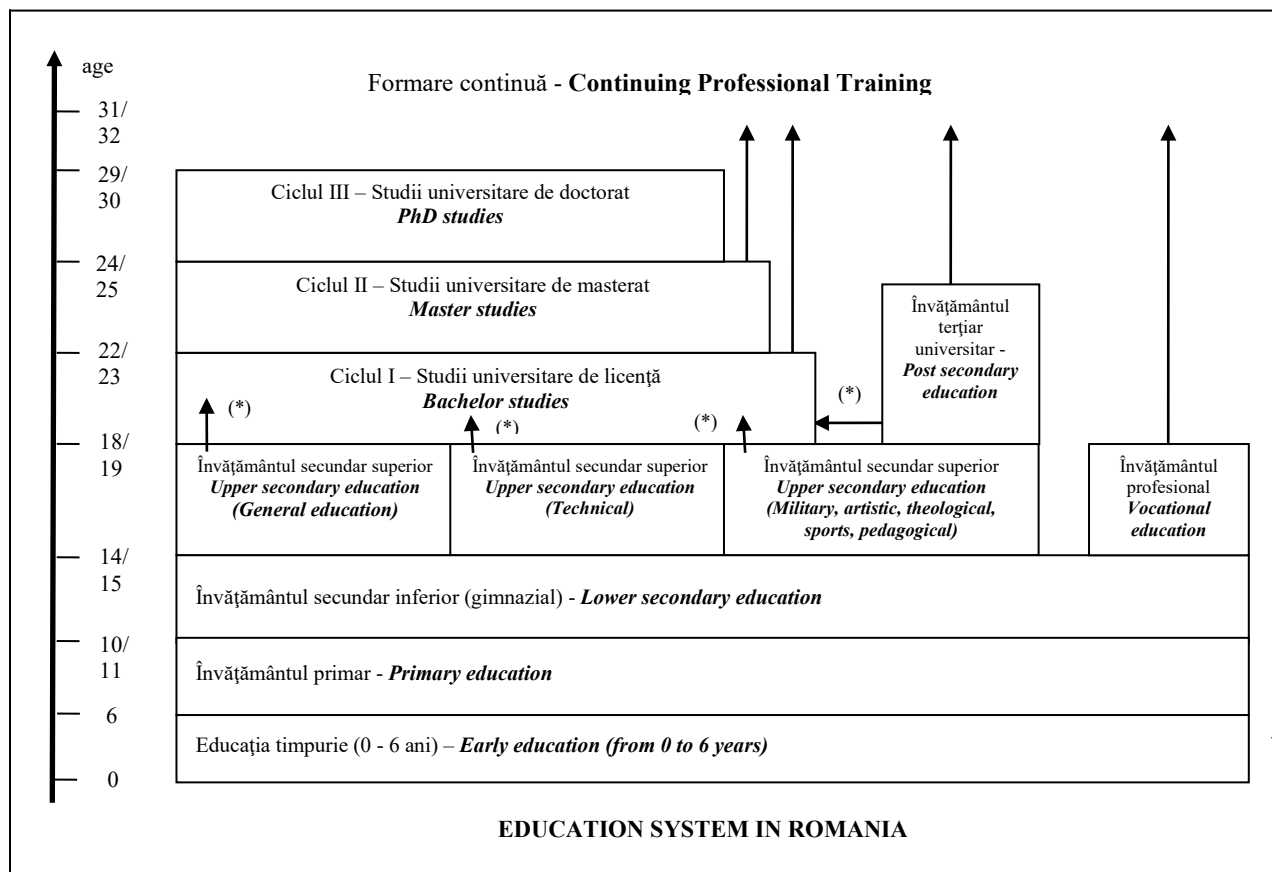 age
Formare continuă - Continuing Professional Training
31/
32
29/
30
Ciclul III – Studii universitare de doctorat
PhD studies
24/
25
Ciclul II – Studii universitare de masterat
Master studies
Învăţământul
terţiar
universitar -
Post secondary
education
22/
23
Ciclul I – Studii universitare de licenţă
Bachelor studies
(*)
(*)
(*)
(*)
18/
19
Învăţământul secundar superior
Upper secondary education
(General education)
Învăţământul secundar superior
Upper secondary education
(Technical)
Învăţământul secundar superior
Upper secondary education
(Military, artistic, theological,
sports, pedagogical)
Învăţământul
profesional
Vocational
education
14/
15
Învăţământul secundar inferior (gimnazial) - Lower secondary education
10/
11
Învăţământul primar - Primary education
6
Educaţia timpurie (0 - 6 ani) – Early education (from 0 to 6 years)
0
EDUCATION SYSTEM IN ROMANIA